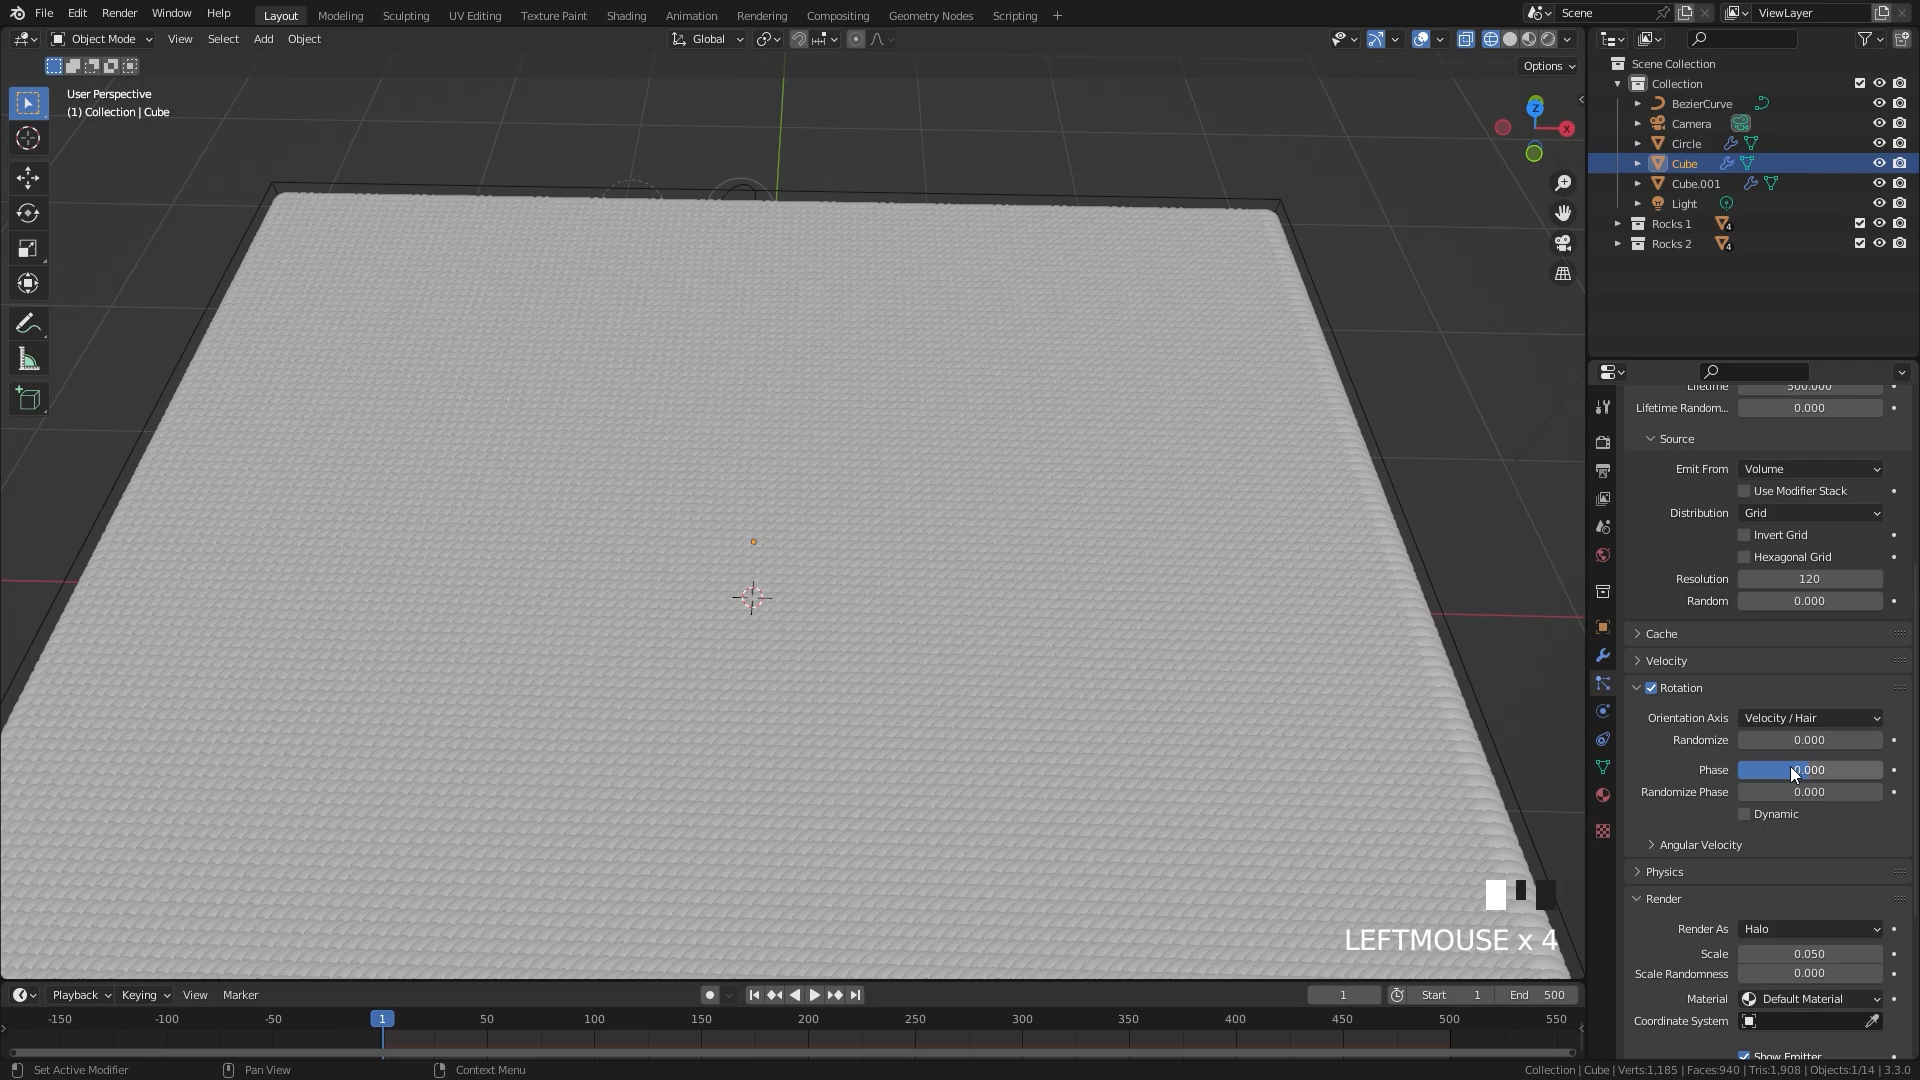 File Edit Render Window Help Layout Modeling Sculpting UV Editing Texture Paint Shading Animation Rendering Compositing Geometry Nodes Scripting + Scene ViewLayer
Object Mode View Select Add Object Global
Options
User Perspective
(1) Collection | Cube
Z
X
Scene Collection
Collection
BezierCurve
Camera
Circle
Cube
Cube.001
Light
Rocks 1 4
Rocks 2 4
Lifetime 500.000
Lifetime Random... 0.000
Source
Emit From Volume
Use Modifier Stack
Distribution Grid
Invert Grid
Hexagonal Grid
Resolution 120
Random 0.000
Cache
Velocity
Rotation
Orientation Axis Velocity / Hair
Randomize 0.000
Phase 0.000
Randomize Phase 0.000
Dynamic
Angular Velocity
Physics
Render
Render As Halo
Scale 0.050
Scale Randomness 0.000
Material Default Material
Coordinate System
Show Emitter
LEFTMOUSE x 4
Playback Keying View Marker 1 Start 1 End 500
-150 -100 -50 1 50 100 150 200 250 300 350 400 450 500 550
Set Active Modifier Pan View Context Menu Collection | Cube | Verts:1,185 | Faces:940 | Tris:1,908 | Objects:1/14 | 3.3.0